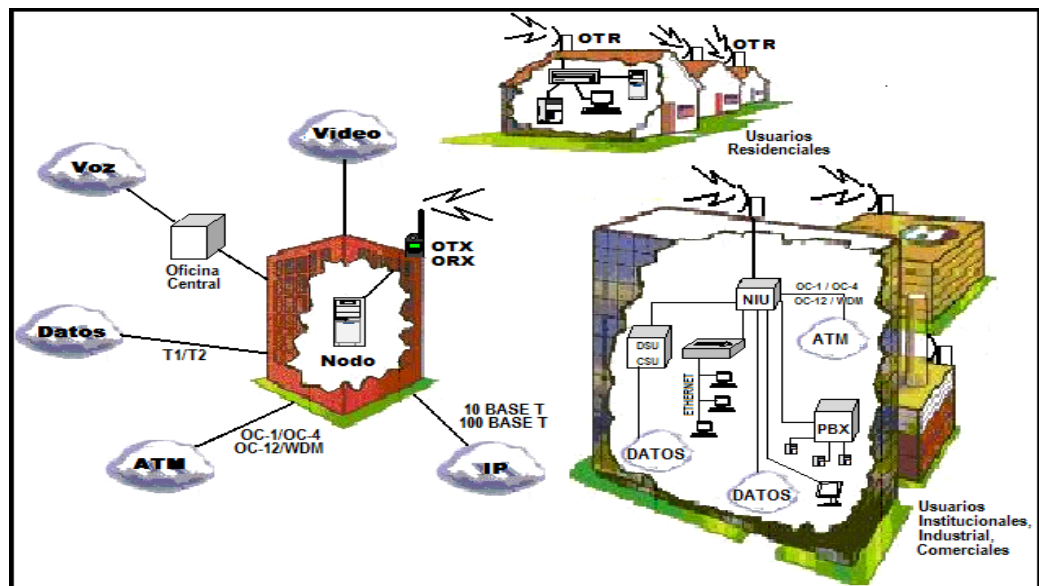 OTR
OTR
Usuarios
Residenciales
Video
Voz
Oficina
Central
OTX
ORX
Datos
T1/T2
Nodo
10 BASE T
100 BASE T
OC-1/OC-4
OC-12/WDM
ATM
IP
NIU
OC-1 / OC-4
OC-12 / WDM
ATM
DSU
CSU
ETHERNET
PBX
DATOS
DATOS
Usuarios
Institucionales,
Industrial,
Comerciales